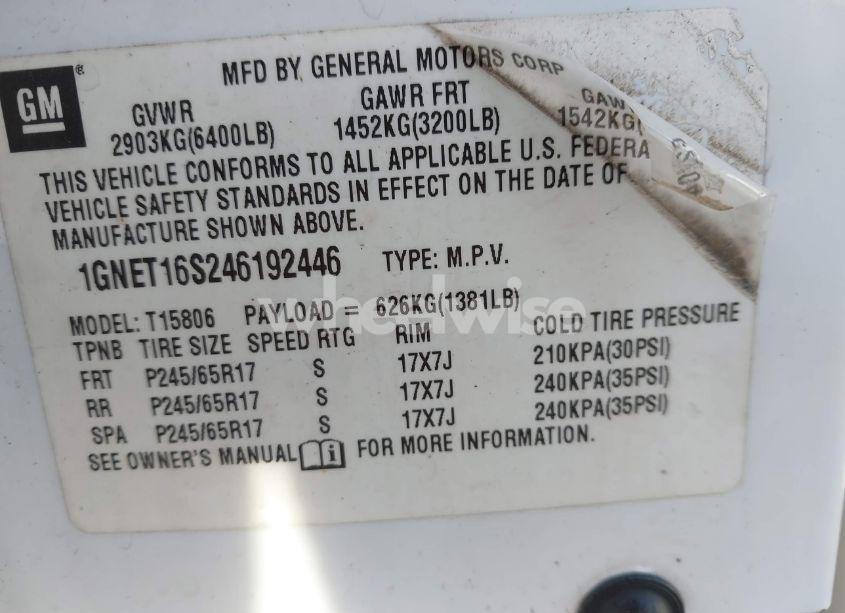 GM ®
MFD BY GENERAL MOTORS CORP
GVWR GAWR FRT GAW
2903KG(6400LB) 1452KG(3200LB) 1542KG(
THIS VEHICLE CONFORMS TO ALL APPLICABLE U.S. FEDERA
VEHICLE SAFETY STANDARDS IN EFFECT ON THE DATE OF
MANUFACTURE SHOWN ABOVE.
1GNET16S246192446 TYPE: M.P.V.
wheelwise
MODEL: T15806 PAYLOAD = 626KG(1381LB)
TPNB TIRE SIZE SPEED RTG RIM COLD TIRE PRESSURE
FRT P245/65R17 S 17X7J 210KPA(30PSI)
RR P245/65R17 S 17X7J 240KPA(35PSI)
SPA P245/65R17 S 17X7J 240KPA(35PSI)
SEE OWNER'S MANUAL i FOR MORE INFORMATION.